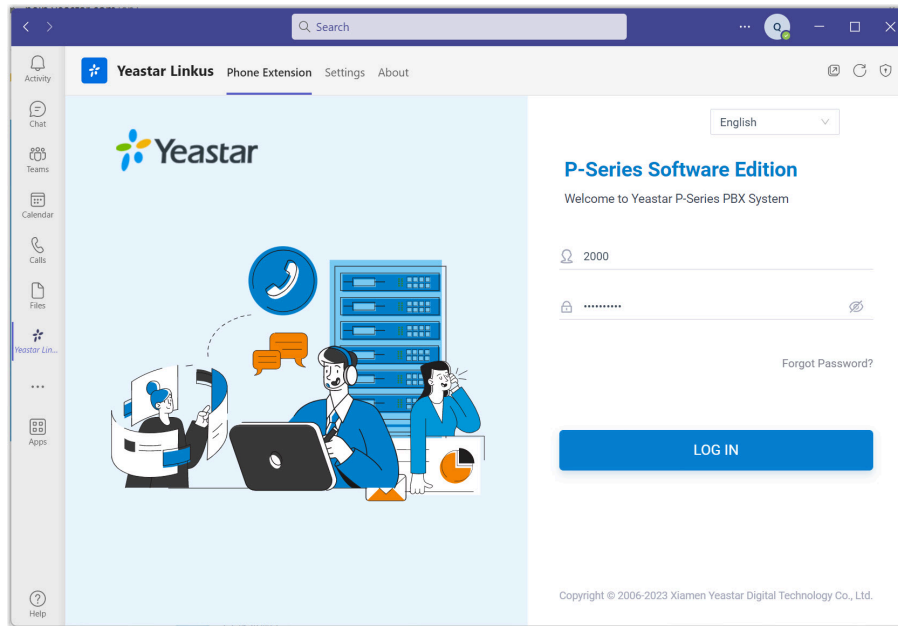 Search
Q
Activity
Chat
Teams
Calendar
Calls
Files
Yeastar Lin...
Apps
Help
Yeastar Linkus Phone Extension Settings About
Yeastar
English
P-Series Software Edition
Welcome to Yeastar P-Series PBX System
2000
••••••••••
Forgot Password?
LOG IN
Copyright © 2006-2023 Xiamen Yeastar Digital Technology Co., Ltd.